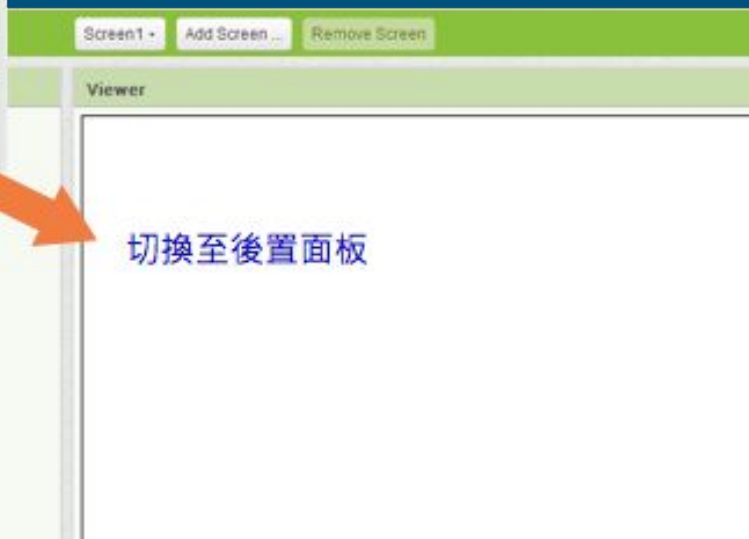 Screen1
Add Screen ...
Remove Screen
Viewer
切換至後置面板